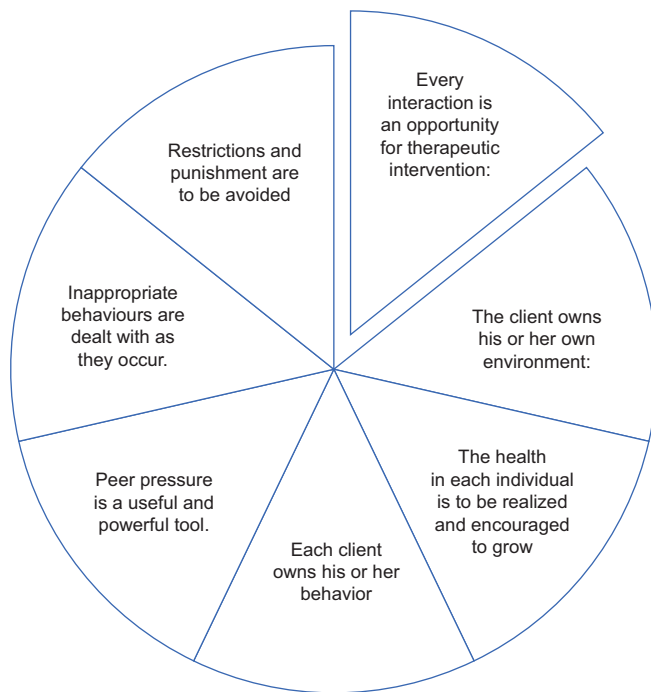 Every
interaction is
an opportunity
for therapeutic
intervention:
The client owns
his or her own
environment:
The health
in each individual
is to be realized
and encouraged
to grow
Each client
owns his or her
behavior
Peer pressure
is a useful and
powerful tool.
Inappropriate
behaviours are
dealt with as
they occur.
Restrictions and
punishment are
to be avoided